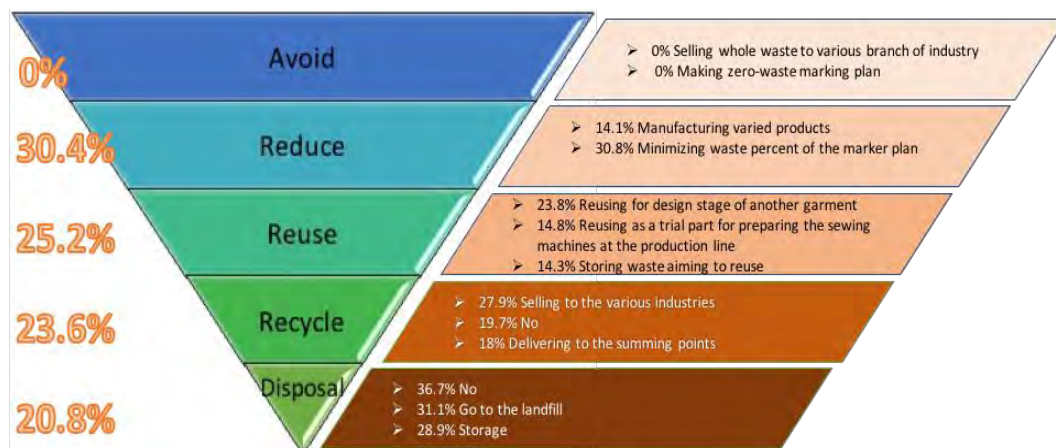 0%
Avoid
➢ 0% Selling whole waste to various branch of industry
➢ 0% Making zero-waste marking plan
30.4%
Reduce
➢ 14.1% Manufacturing varied products
➢ 30.8% Minimizing waste percent of the marker plan
25.2%
Reuse
➢ 23.8% Reusing for design stage of another garment
➢ 14.8% Reusing as a trial part for preparing the sewing
machines at the production line
➢ 14.3% Storing waste aiming to reuse
23.6%
Recycle
➢ 27.9% Selling to the various industries
➢ 19.7% No
➢ 18% Delivering to the summing points
20.8%
Disposal
➢ 36.7% No
➢ 31.1% Go to the landfill
➢ 28.9% Storage